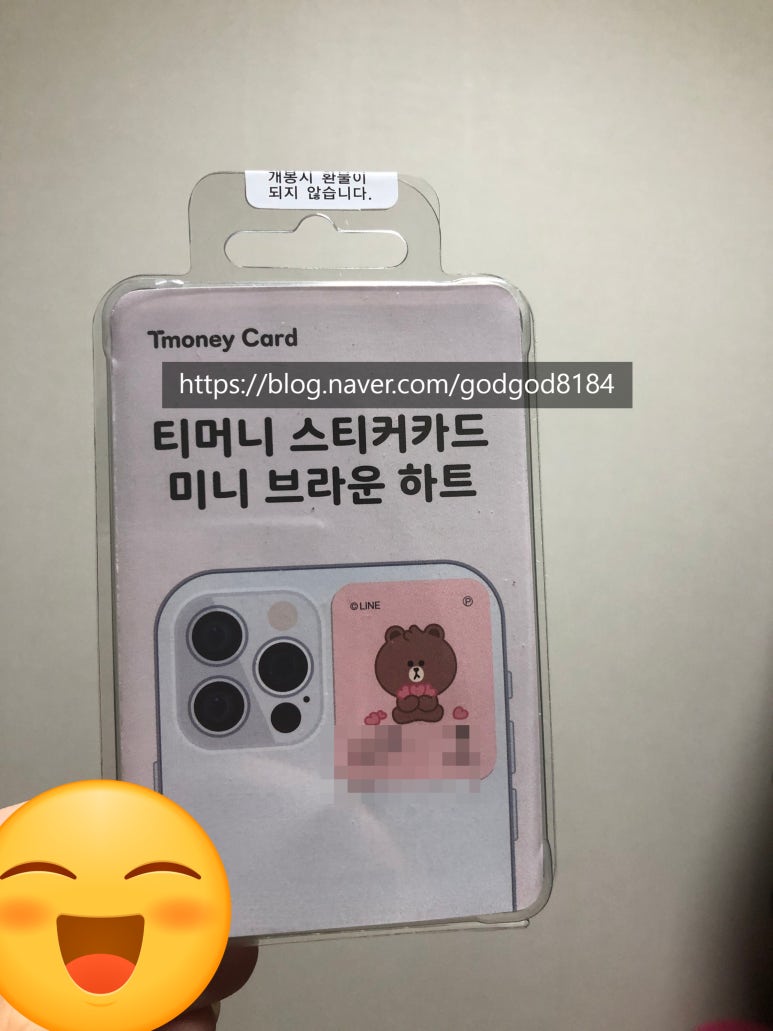 개봉시 환불이
되지 않습니다.
Tmoney Card
https://blog.naver.com/godgod8184
티머니 스티커카드
미니 브라운 하트
©LINE
Ⓟ